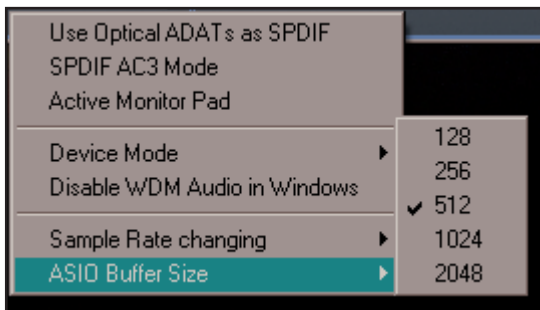 Use Optical ADATs as SPDIF
SPDIF AC3 Mode
Active Monitor Pad
Device Mode
Disable WDM Audio in Windows
Sample Rate changing
ASIO Buffer Size
128
256
512
1024
2048